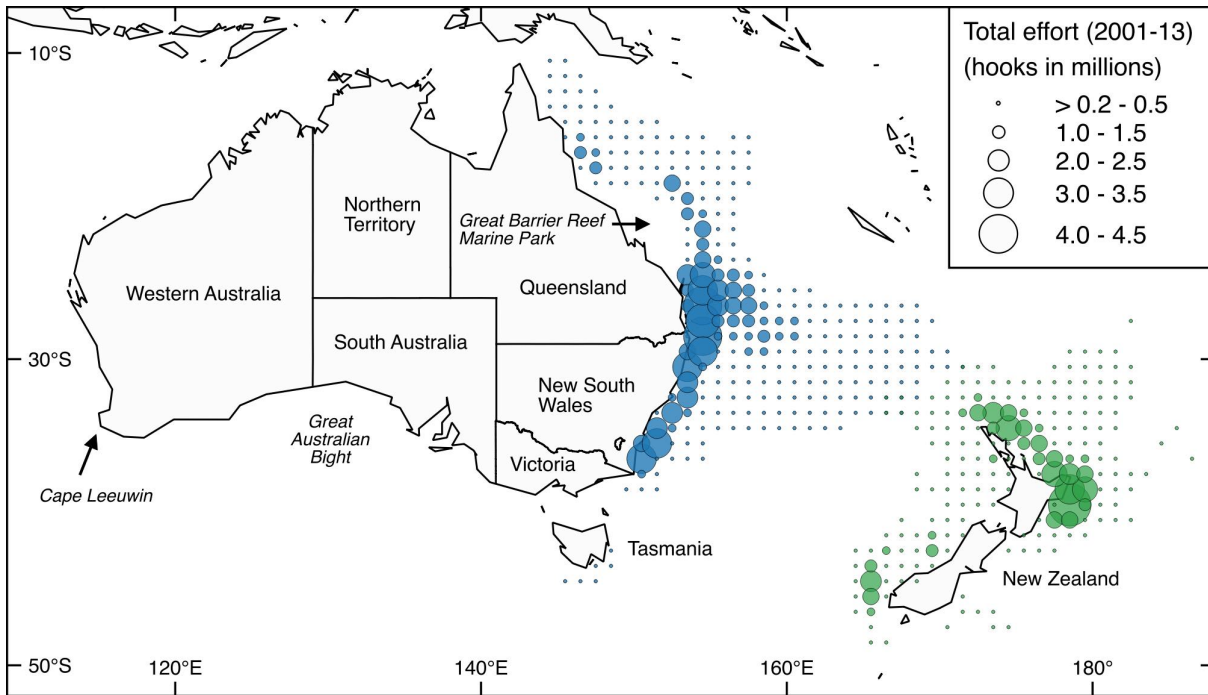 Total effort (2001-13)
(hooks in millions)
> 0.2 - 0.5
1.0 - 1.5
2.0 - 2.5
3.0 - 3.5
4.0 - 4.5
10°S
30°S
50°S
Northern
Territory
Great Barrier Reef
Marine Park
Western Australia
Queensland
South Australia
New South
Wales
Great
Australian
Bight
Victoria
Cape Leeuwin
Tasmania
New Zealand
120°E
140°E
160°E
180°